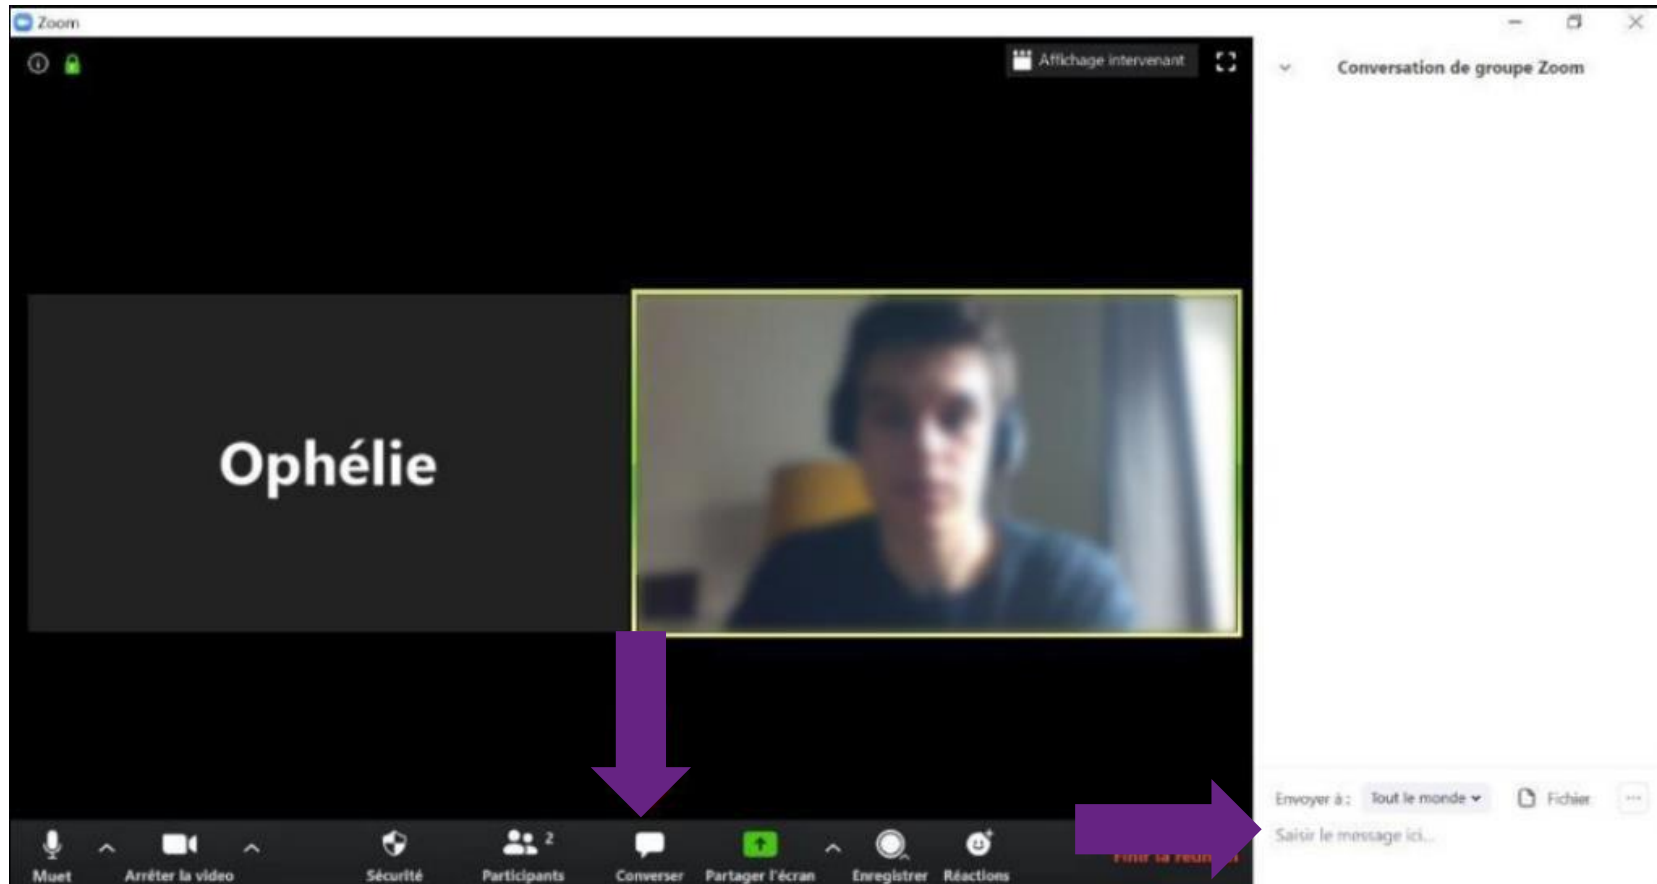 Zoom
Affichage intervenant
Conversation de groupe Zoom
Ophélie
Envoyer à : Tout le monde Fichier
Saisir le message ici...
2
Muet Arrêter la video Sécurité Participants Converser Partager l'écran Enregistrer Réactions